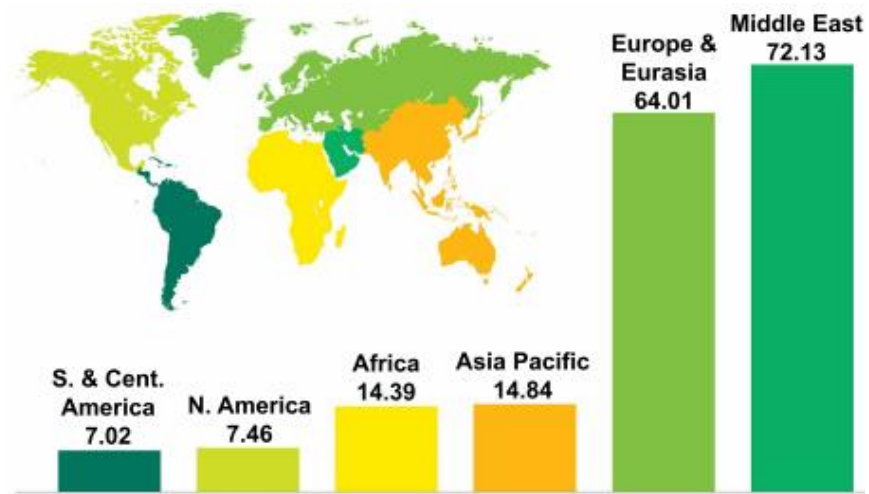 S. & Cent.
America
7.02
N. America
7.46
Africa
14.39
Asia Pacific
14.84
Europe &
Eurasia
64.01
Middle East
72.13